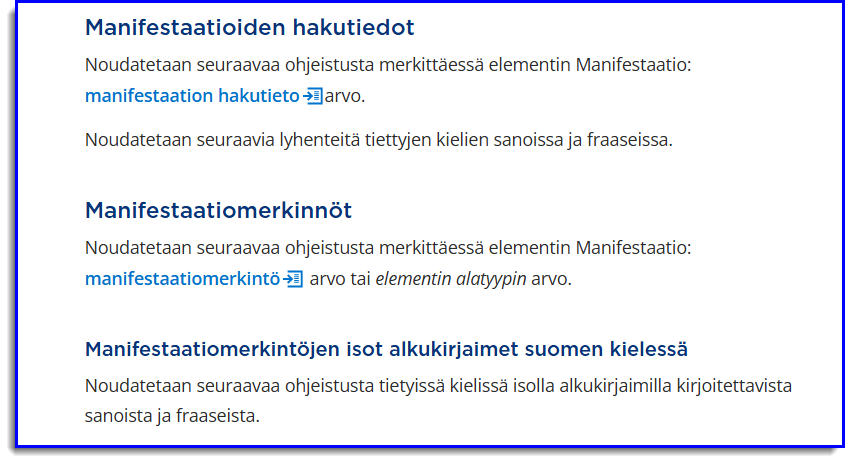 Manifestaatioiden hakutiedot
Noudatetaan seuraavaa ohjeistusta merkittäessä elementin Manifestaatio:
manifestaation hakutieto arvo.
Noudatetaan seuraavia lyhenteitä tiettyjen kielien sanoissa ja fraaseissa.
Manifestaatiomerkinnöt
Noudatetaan seuraavaa ohjeistusta merkittäessä elementin Manifestaatio:
manifestaatiomerkintö arvo tai elementin alatyypin arvo.
Manifestaatiomerkintöjen isot alkukirjaimet suomen kielessä
Noudatetaan seuraavaa ohjeistusta tietyissä kielissä isolla alkukirjaimilla kirjoitettavista
sanoista ja fraaseista.